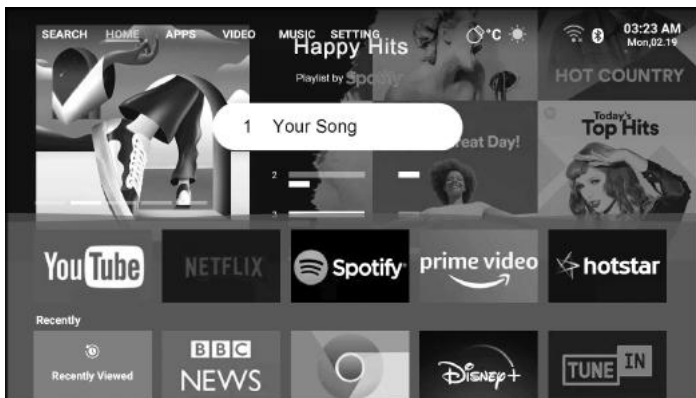 SEARCH HOME APPS VIDEO MUSIC SETTING
°C
03:23 AM
Mon,02.19
Happy Hits
Playlist by Spotify
HOT COUNTRY
1 Your Song
eat Day!
Today's
Top Hits
2
3
YouTube
NETFLIX
Spotify
prime video
hotstar
Recently
Recently Viewed
BBC
NEWS
Disney+
TUNE IN